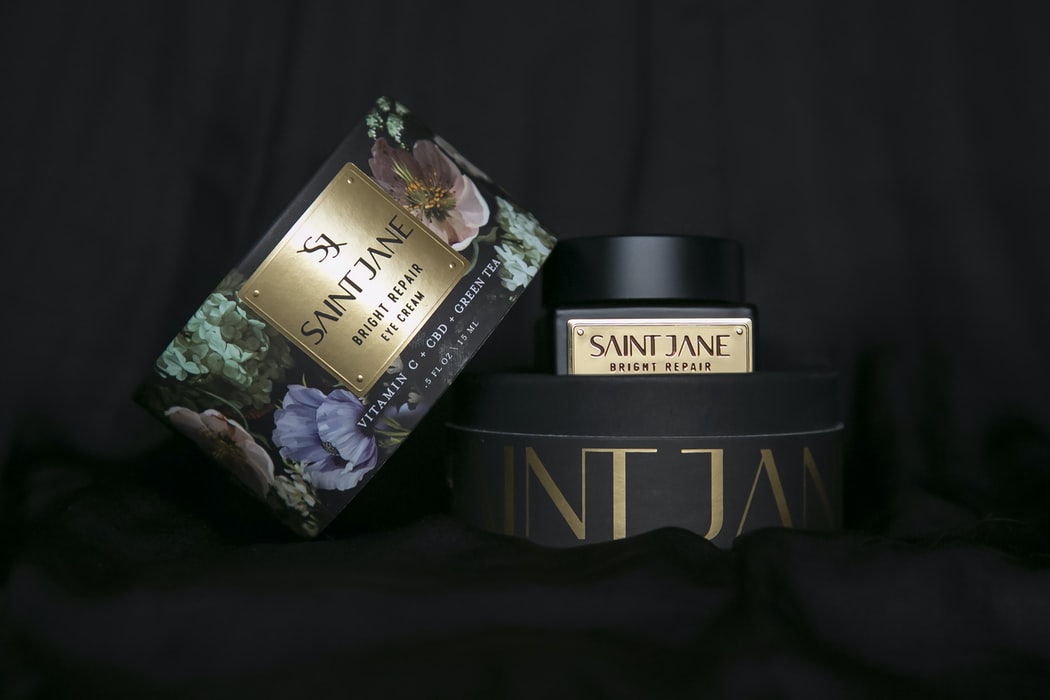 SJ
SAINT JANE
BRIGHT REPAIR
EYE CREAM
VITAMIN C + CBD + GREEN TEA
.5 FL OZ \ 15 ML
SAINT JANE
BRIGHT REPAIR
AINT JAN